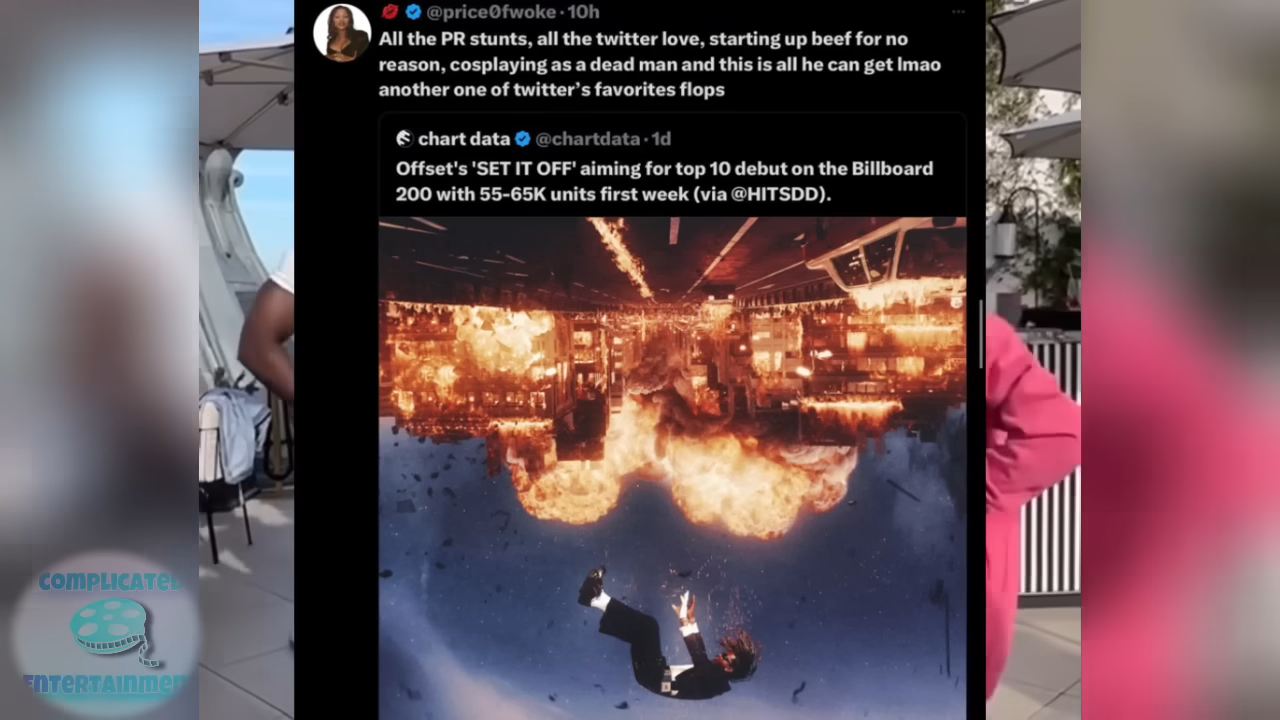 @price0fwoke · 10h
All the PR stunts, all the twitter love, starting up beef for no
reason, cosplaying as a dead man and this is all he can get lmao
another one of twitter’s favorites flops
chart data @chartdata · 1d
Offset's 'SET IT OFF' aiming for top 10 debut on the Billboard
200 with 55-65K units first week (via @HITSDD).
COMPLICATED
ENTERTAINMENT